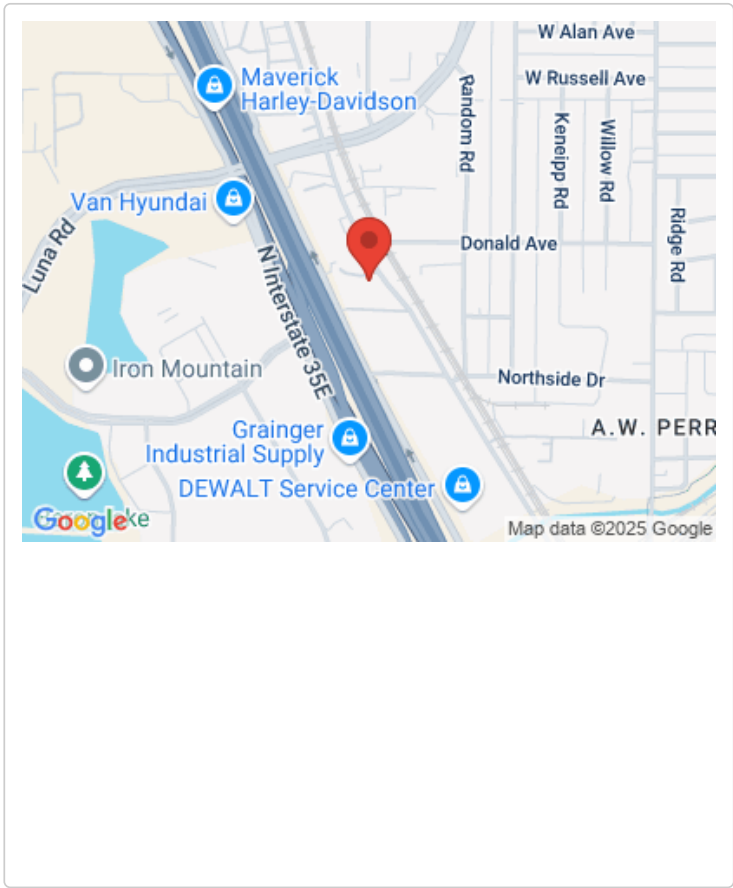 W Alan Ave
Maverick
Harley-Davidson
W Russell Ave
Random Rd
Keneipp Rd
Willow Rd
Van Hyundai
Luna Rd
Ridge Rd
Donald Ave
N Interstate 35E
Iron Mountain
Northside Dr
Grainger
Industrial Supply
A.W. PERR
DEWALT Service Center
Google
ke
Map data ©2025 Google